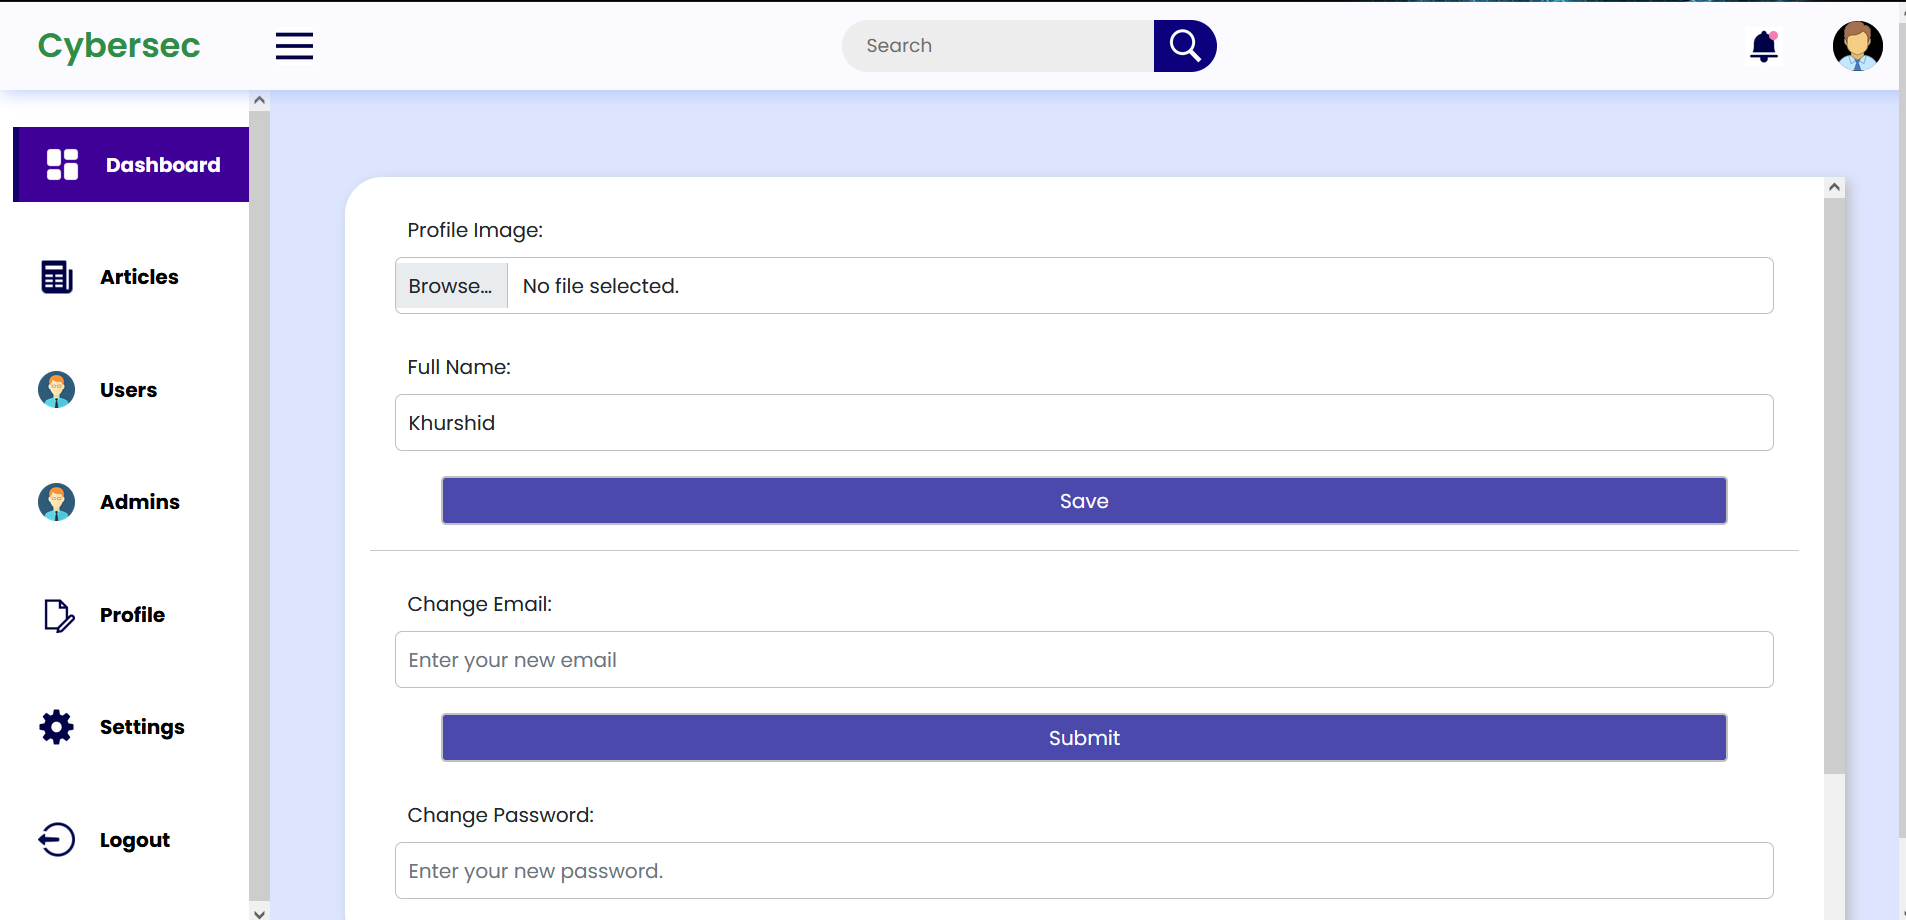 Cybersec
Search
Dashboard
Articles
Users
Admins
Profile
Settings
Logout
Profile Image:
Browse... No file selected.
Full Name:
Khurshid
Save
Change Email:
Enter your new email
Submit
Change Password:
Enter your new password.